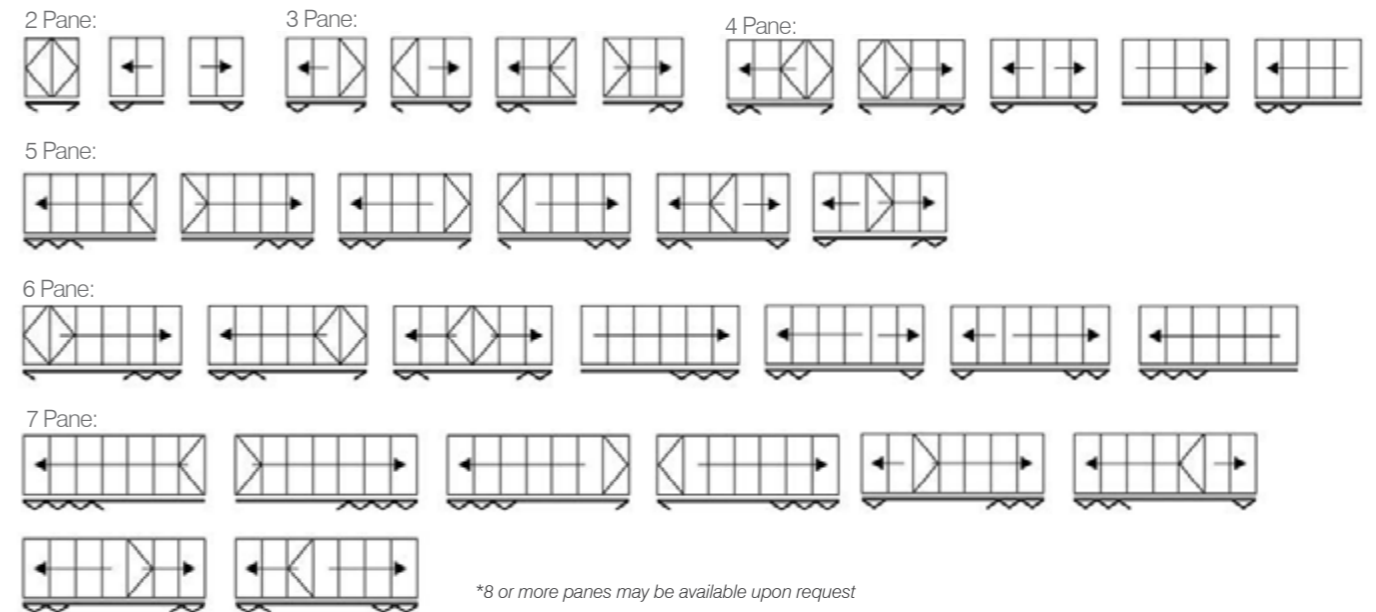 2 Pane:
3 Pane:
4 Pane:
5 Pane:
6 Pane:
7 Pane:
*8 or more panes may be available upon request